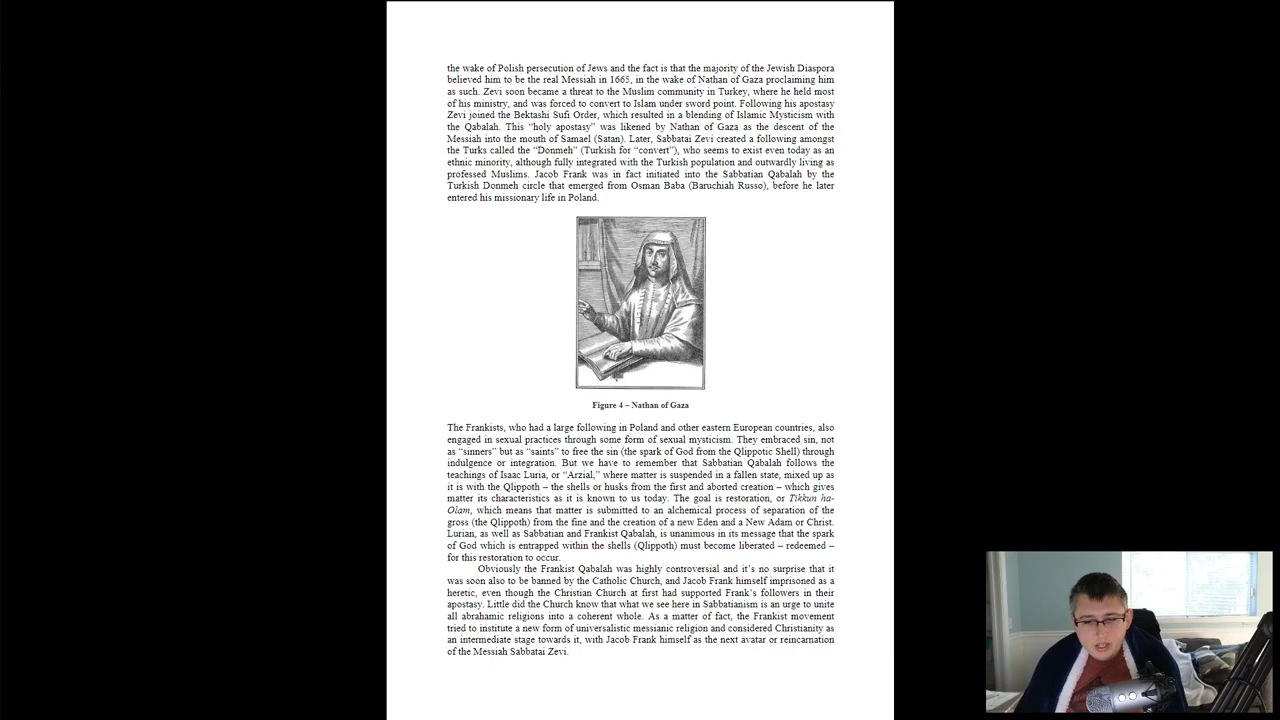 the wake of Polish persecution of Jews and the fact is that the majority of the Jewish Diaspora
believed him to be the real Messiah in 1665, in the wake of Nathan of Gaza proclaiming him
as such. Zevi soon became a threat to the Muslim community in Turkey, where he held most
of his ministry, and was forced to convert to Islam under sword point. Following his apostasy
Zevi joined the Bektashi Sufi Order, which resulted in a blending of Islamic Mysticism with
the Qabalah. This “holy apostasy” was likened by Nathan of Gaza as the descent of the
Messiah into the mouth of Samael (Satan). Later, Sabbatai Zevi created a following amongst
the Turks called the “Donmeh” (Turkish for “convert”), who seems to exist even today as an
ethnic minority, although fully integrated with the Turkish population and outwardly living as
professed Muslims. Jacob Frank was in fact initiated into the Sabbatian Qabalah by the
Turkish Donmeh circle that emerged from Osman Baba (Baruchiah Russo), before he later
entered his missionary life in Poland.
Figure 4 – Nathan of Gaza
The Frankists, who had a large following in Poland and other eastern European countries, also
engaged in sexual practices through some form of sexual mysticism. They embraced sin, not
as “sinners” but as “saints” to free the sin (the spark of God from the Qlippotic Shell) through
indulgence or integration. But we have to remember that Sabbatian Qabalah follows the
teachings of Isaac Luria, or “Arzial,” where matter is suspended in a fallen state, mixed up as
it is with the Qlippoth – the shells or husks from the first and aborted creation – which gives
matter its characteristics as it is known to us today. The goal is restoration, or Tikkun ha-
Olam, which means that matter is submitted to an alchemical process of separation of the
gross (the Qlippoth) from the fine and the creation of a new Eden and a New Adam or Christ.
Lurian, as well as Sabbatian and Frankist Qabalah, is unanimous in its message that the spark
of God which is entrapped within the shells (Qlippoth) must become liberated – redeemed –
for this restoration to occur.
Obviously the Frankist Qabalah was highly controversial and it’s no surprise that it
was soon also to be banned by the Catholic Church, and Jacob Frank himself imprisoned as a
heretic, even though the Christian Church at first had supported Frank’s followers in their
apostasy. Little did the Church know that what we see here in Sabbatianism is an urge to unite
all abrahamic religions into a coherent whole. As a matter of fact, the Frankist movement
tried to institute a new form of universalistic messianic religion and considered Christianity as
an intermediate stage towards it, with Jacob Frank himself as the next avatar or reincarnation
of the Messiah Sabbatai Zevi.